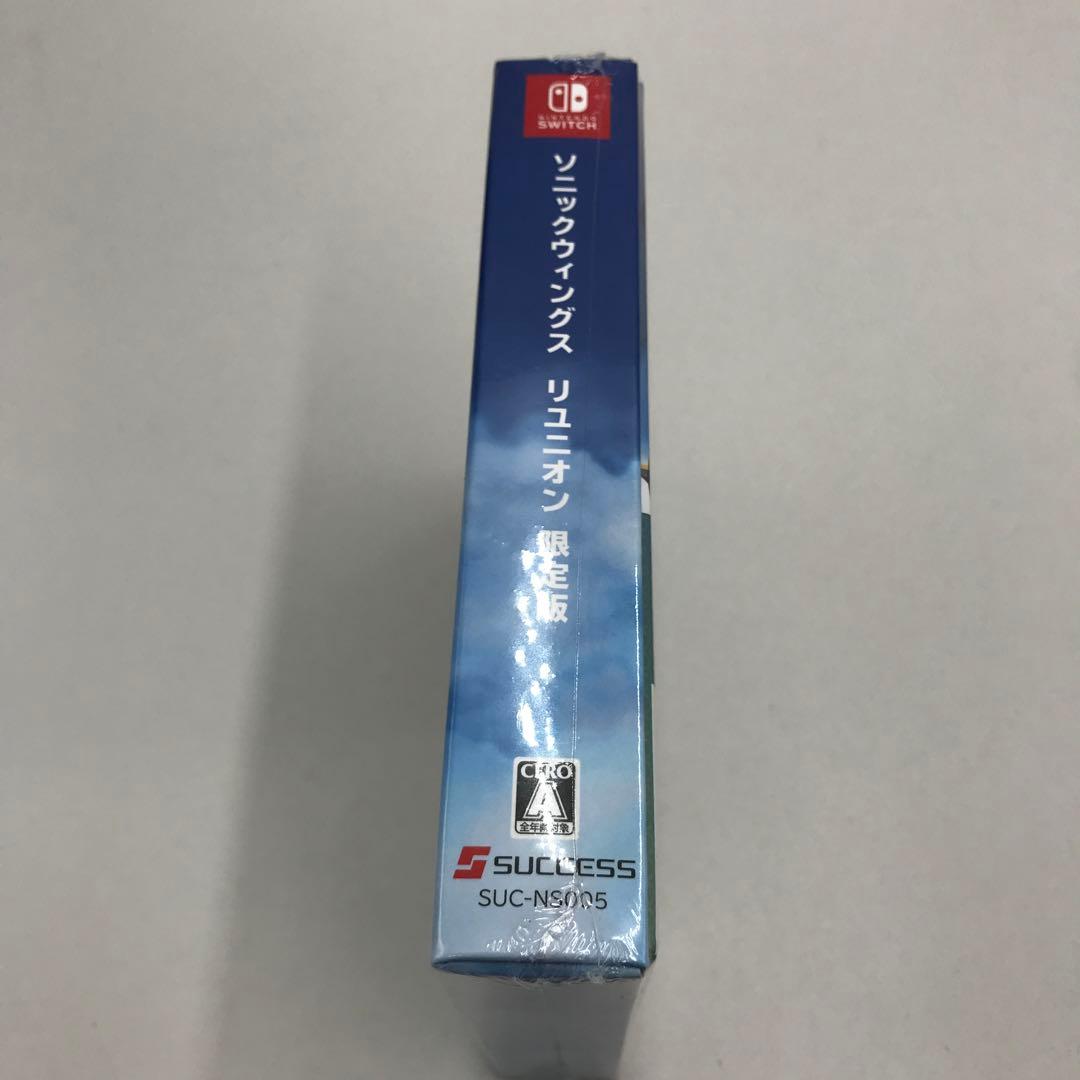 NINTENDO
SWITCH
ソニックウィングス リユニオン 限定版
CERO
A
全年齢対象
SUCCESS
SUC-NS005